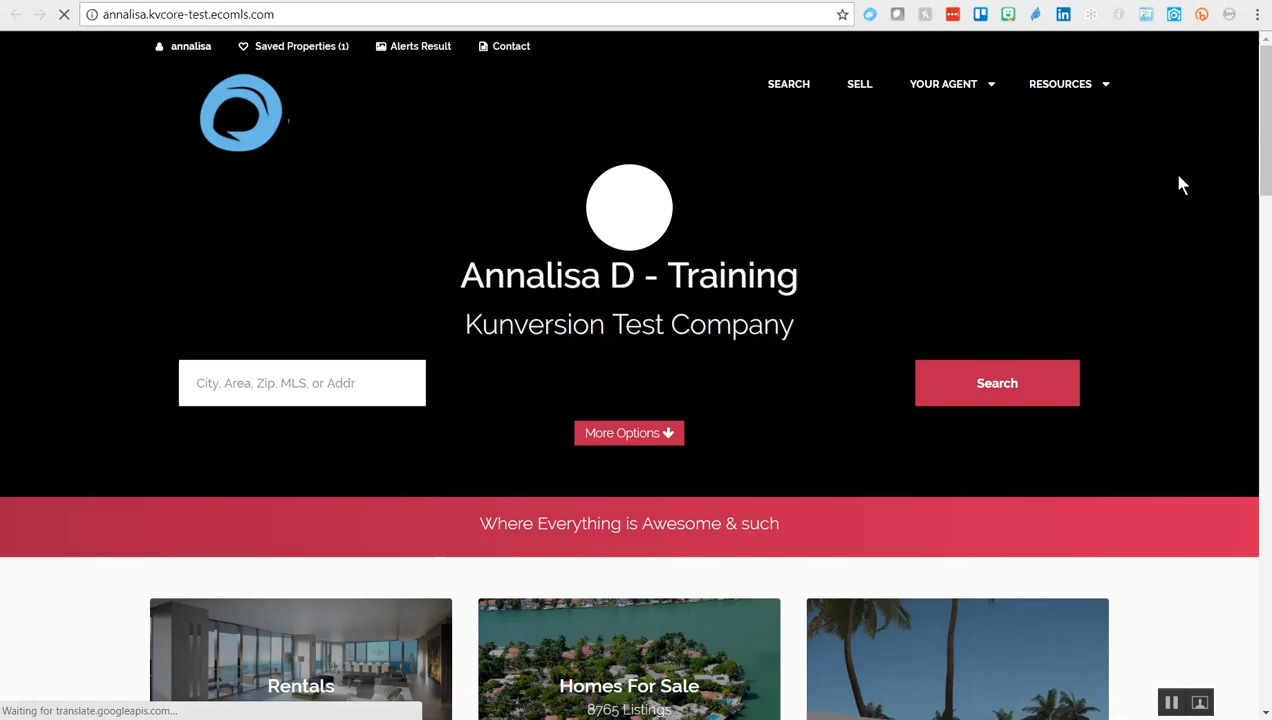 annalisa.kvcore-test.ecomls.com
annalisa Saved Properties (1) Alerts Result Contact
SEARCH SELL YOUR AGENT RESOURCES
Annalisa D - Training
Kunversion Test Company
City, Area, Zip, MLS, or Addr
Search
More Options
Where Everything is Awesome & such
Rentals
Homes For Sale
8765 Listings
Waiting for translate.googleapis.com...